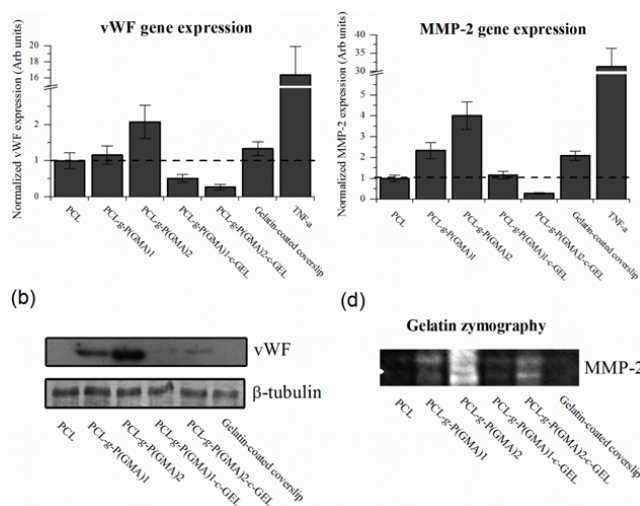 vWF gene expression
Normalized vWF expression (Arb units)
20
16
2
1
0
PCL
PCL-g-P(GMA)1
PCL-g-P(GMA)2
PCL-g-P(GMA)1-c-GEL
PCL-g-P(GMA)2-c-GEL
Gelatin-coated coverslip
TNF-a
MMP-2 gene expression
Normalized MMP-2 expression (Arb units)
40
35
30
5
4
3
2
1
0
PCL
PCL-g-P(GMA)1
PCL-g-P(GMA)2
PCL-g-P(GMA)1-c-GEL
PCL-g-P(GMA)2-c-GEL
Gelatin-coated coverslip
TNF-a
(b)
vWF
β-tubulin
PCL
PCL-g-P(GMA)1
PCL-g-P(GMA)2
PCL-g-P(GMA)1-c-GEL
PCL-g-P(GMA)2-c-GEL
Gelatin-coated coverslip
(d)
Gelatin zymography
MMP-2
PCL
PCL-g-P(GMA)1
PCL-g-P(GMA)2
PCL-g-P(GMA)1-c-GEL
PCL-g-P(GMA)2-c-GEL
Gelatin-coated coverslip